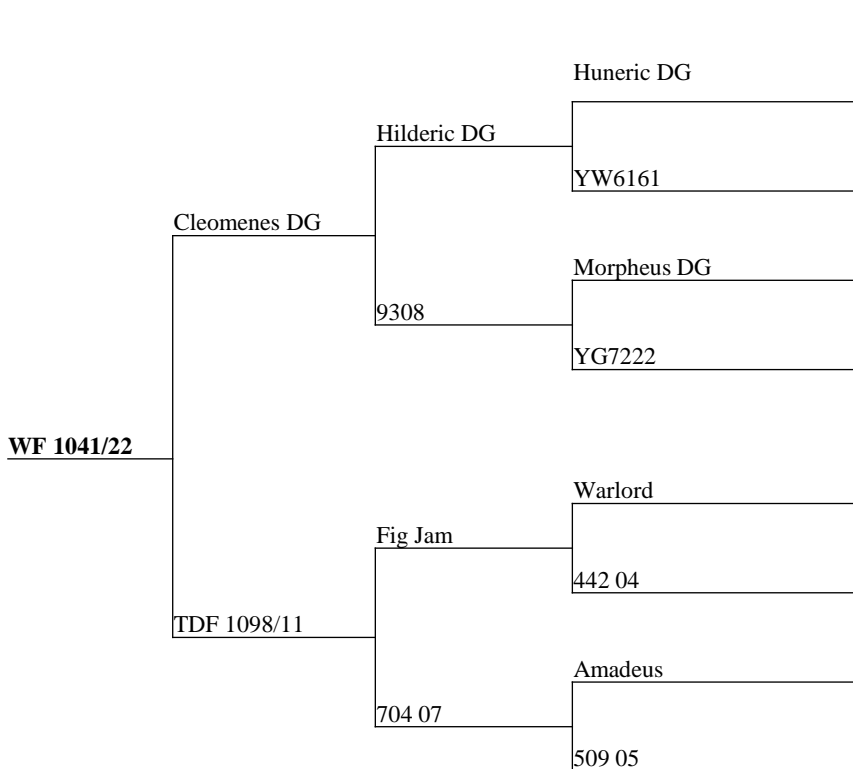 Huneric DG
Hilderic DG
YW6161
Cleomenes DG
Morpheus DG
9308
YG7222
WF 1041/22
Warlord
Fig Jam
442 04
TDF 1098/11
Amadeus
704 07
509 05